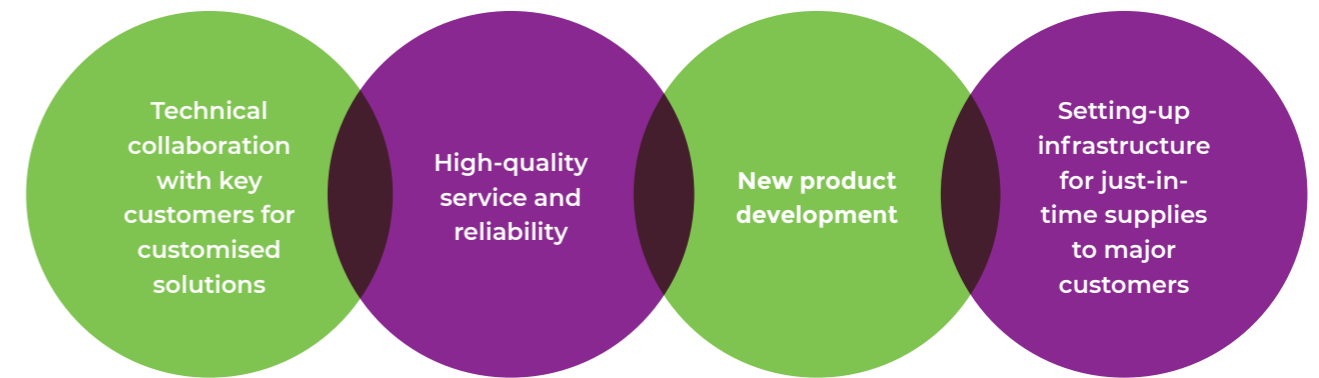 Technical
collaboration
with key
customers for
customised
solutions
High-quality
service and
reliability
New product
development
Setting-up
infrastructure
for just-in-
time supplies
to major
customers